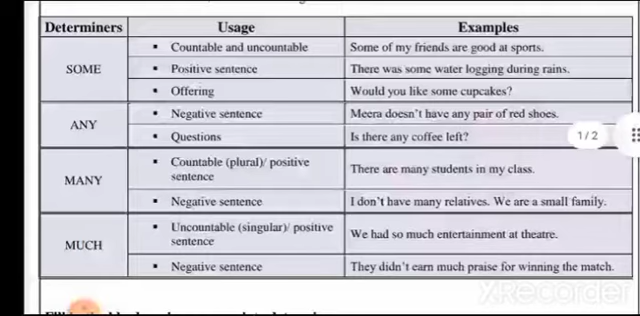 Determiners Usage Examples
SOME
▪ Countable and uncountable Some of my friends are good at sports.
▪ Positive sentence There was some water logging during rains.
▪ Offering Would you like some cupcakes?
ANY
▪ Negative sentence Meera doesn't have any pair of red shoes.
▪ Questions Is there any coffee left?
MANY
▪ Countable (plural)/ positive
sentence
There are many students in my class.
▪ Negative sentence I don't have many relatives. We are a small family.
MUCH
▪ Uncountable (singular)/ positive
sentence
We had so much entertainment at theatre.
▪ Negative sentence They didn't earn much praise for winning the match.
1/2
XRecorder